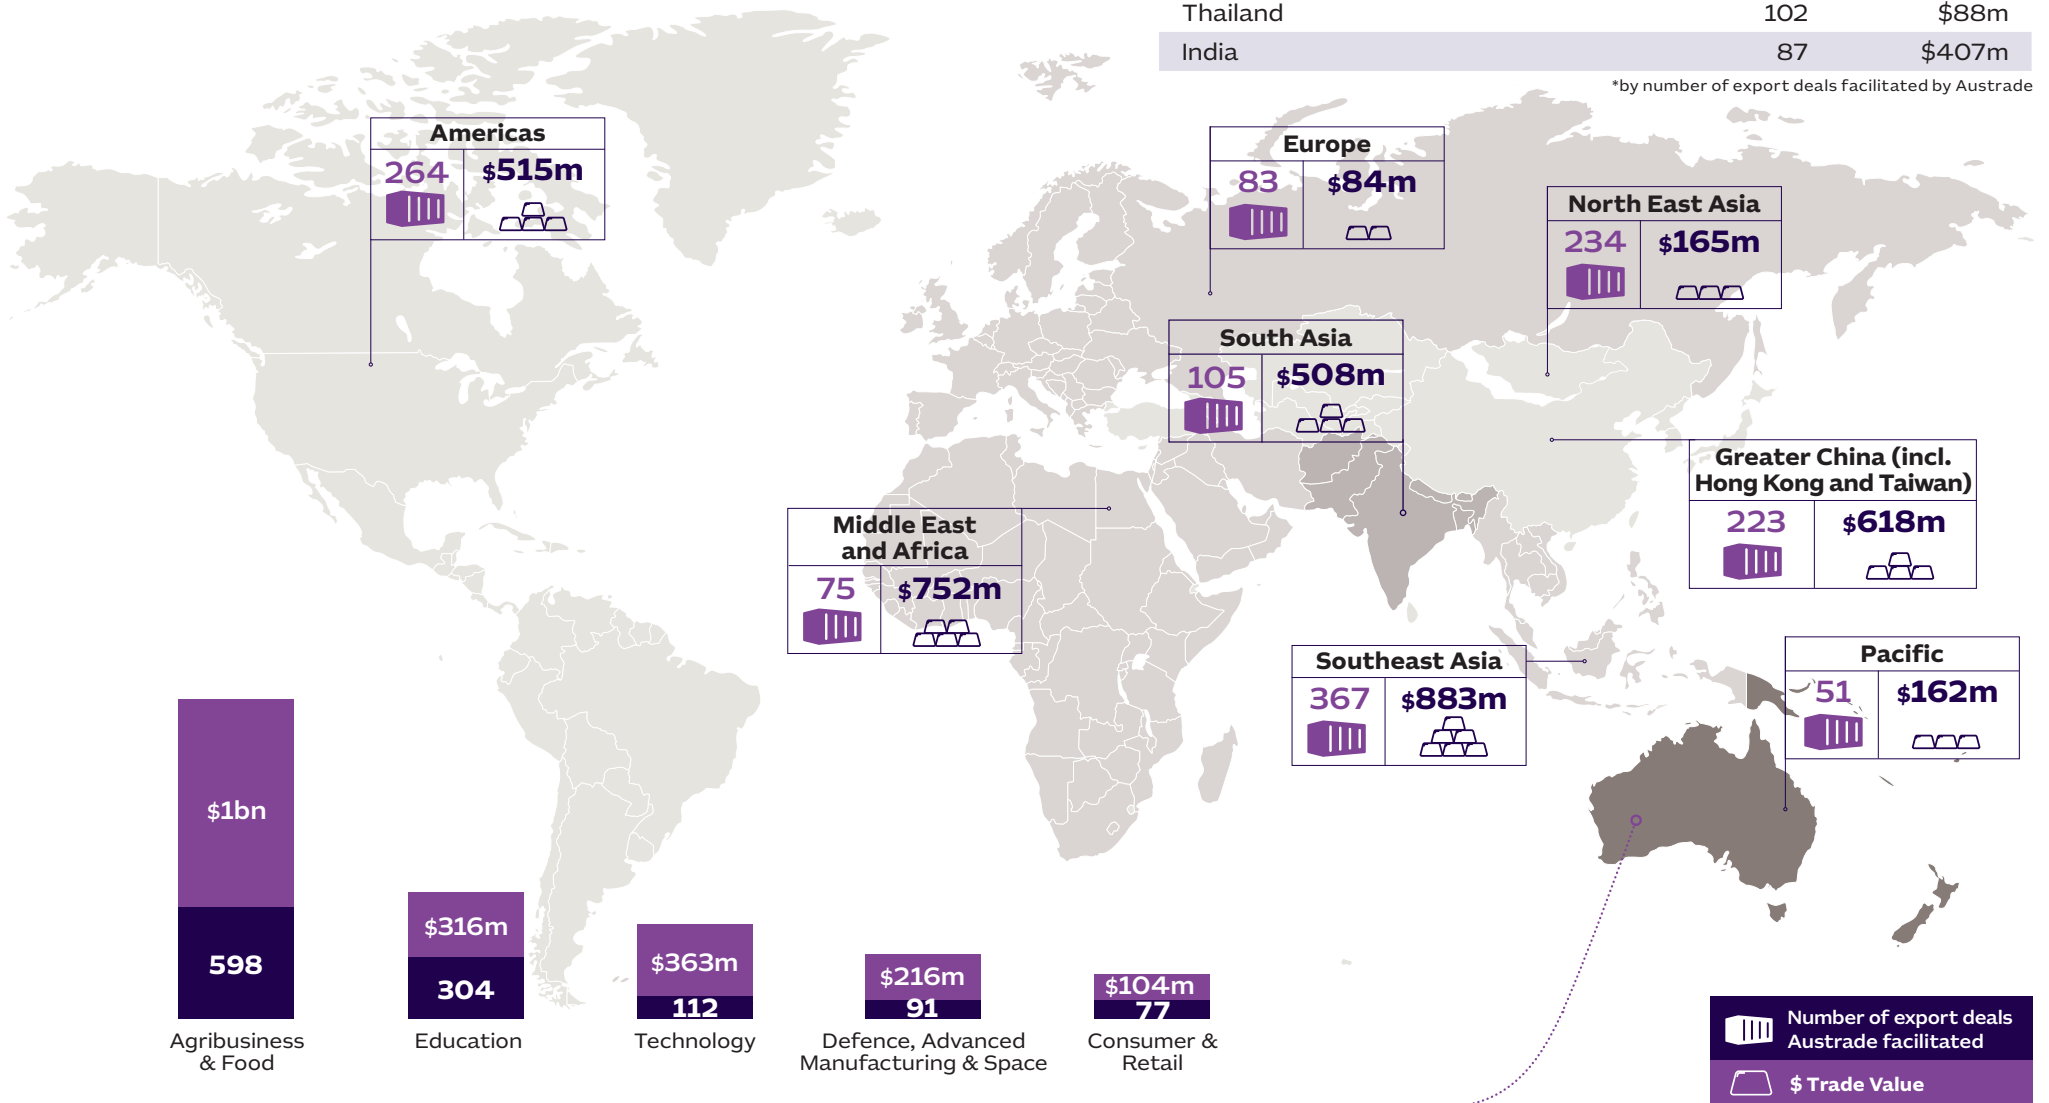 Thailand 102 $88m
India 87 $407m
*by number of export deals facilitated by Austrade
Americas
264 $515m
Europe
83 $84m
North East Asia
234 $165m
South Asia
105 $508m
Greater China (incl.
Hong Kong and Taiwan)
223 $618m
Middle East
and Africa
75 $752m
Southeast Asia
367 $883m
Pacific
51 $162m
$1bn
598
Agribusiness
& Food
$316m
304
Education
$363m
112
Technology
$216m
91
Defence, Advanced
Manufacturing & Space
$104m
77
Consumer &
Retail
Number of export deals
Austrade facilitated
$ Trade Value